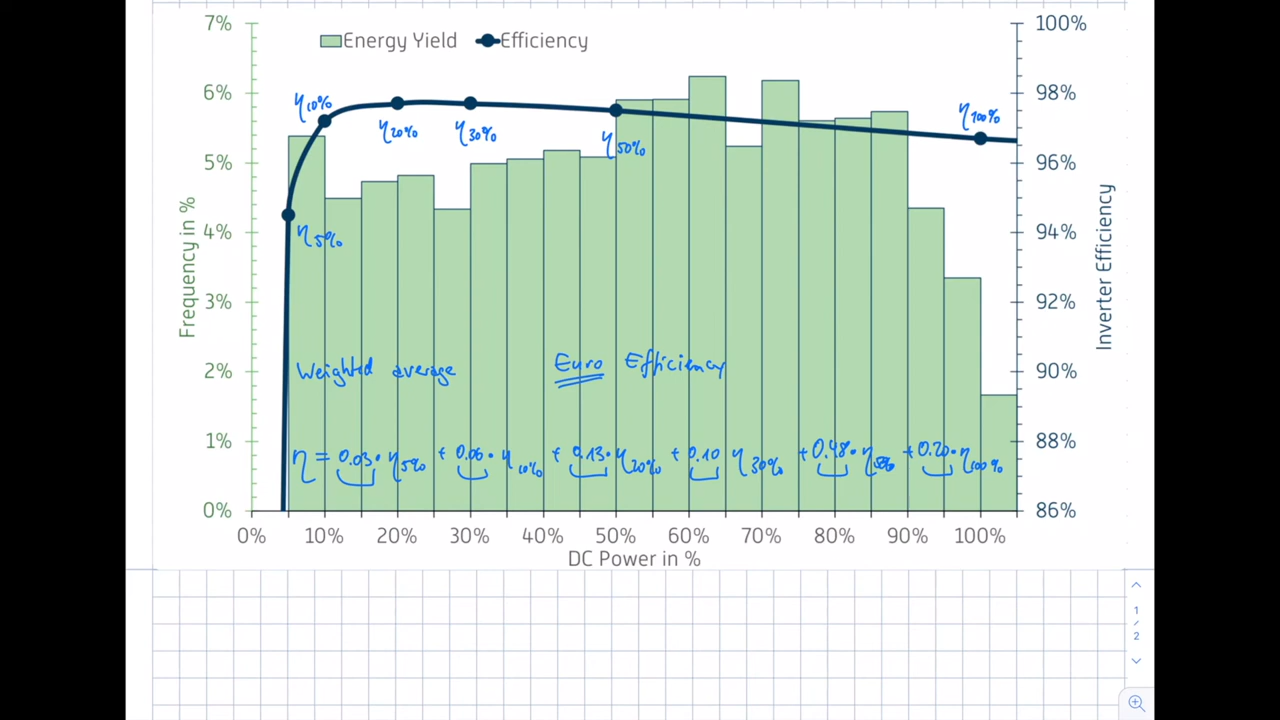 7% 100%
Energy Yield Efficiency
6% 98%
η10% η100%
η20% η30%
η50%
5% 96%
4% 94%
η5%
Frequency in %
Inverter Efficiency
3% 92%
2% 90%
Weighted average Euro Efficiency
1% 88%
η = 0.03 · η5% + 0.06 · η10% + 0.13 · η20% + 0.10 η30% + 0.48 · η50% + 0.20 · η100%
0% 86%
0% 10% 20% 30% 40% 50% 60% 70% 80% 90% 100%
DC Power in %
1
/
2